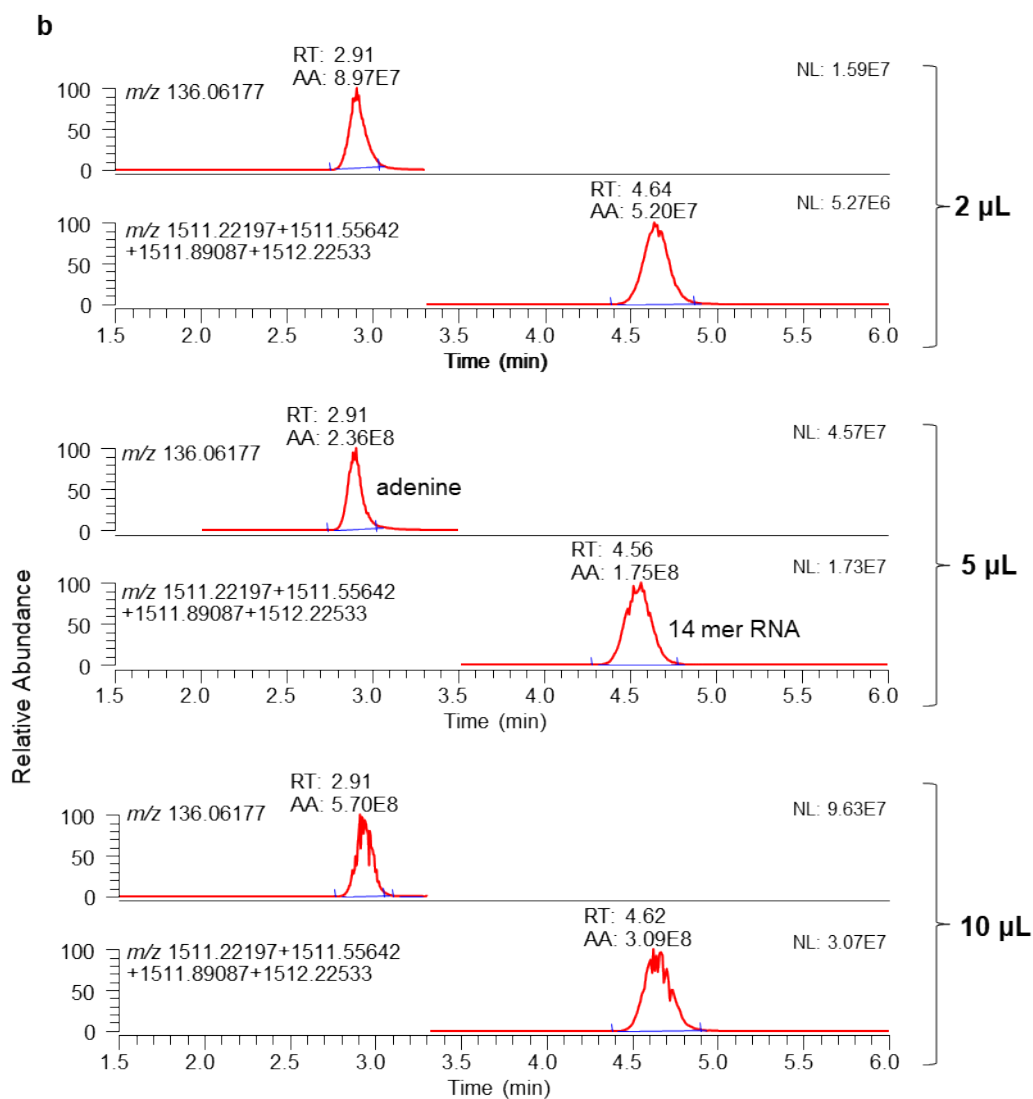 b
RT: 2.91
AA: 8.97E7
NL: 1.59E7
m/z 136.06177
100
50
0
RT: 4.64
AA: 5.20E7
NL: 5.27E6
m/z 1511.22197+1511.55642
+1511.89087+1512.22533
100
50
0
2 µL
1.5 2.0 2.5 3.0 3.5 4.0 4.5 5.0 5.5 6.0
Time (min)
RT: 2.91
AA: 2.36E8
NL: 4.57E7
m/z 136.06177
100
50
0
adenine
RT: 4.56
AA: 1.75E8
NL: 1.73E7
m/z 1511.22197+1511.55642
+1511.89087+1512.22533
100
50
0
14 mer RNA
5 µL
1.5 2.0 2.5 3.0 3.5 4.0 4.5 5.0 5.5 6.0
Time (min)
Relative Abundance
RT: 2.91
AA: 5.70E8
NL: 9.63E7
m/z 136.06177
100
50
0
RT: 4.62
AA: 3.09E8
NL: 3.07E7
m/z 1511.22197+1511.55642
+1511.89087+1512.22533
100
50
0
10 µL
1.5 2.0 2.5 3.0 3.5 4.0 4.5 5.0 5.5 6.0
Time (min)